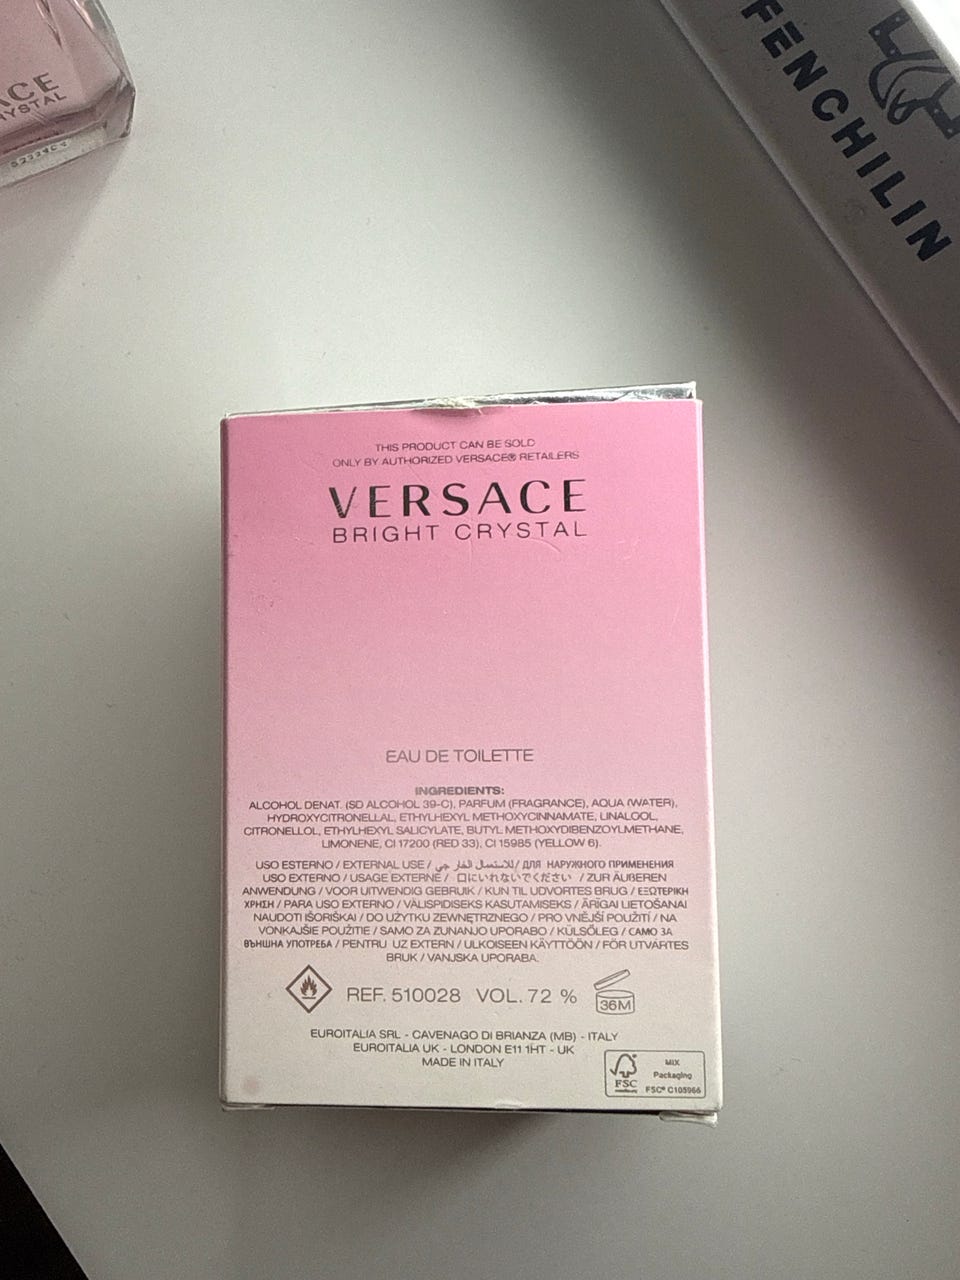 ACE
RYSTAL
FENCHILIN
THIS PRODUCT CAN BE SOLD
ONLY BY AUTHORIZED VERSACE® RETAILERS
VERSACE
BRIGHT CRYSTAL
EAU DE TOILETTE
INGREDIENTS:
ALCOHOL DENAT. (SD ALCOHOL 39-C), PARFUM (FRAGRANCE), AQUA (WATER),
HYDROXYCITRONELLAL, ETHYLHEXYL METHOXYCINNAMATE, LINALOOL,
CITRONELLOL, ETHYLHEXYL SALICYLATE, BUTYL METHOXYDIBENZOYLMETHANE,
LIMONENE, CI 17200 (RED 33), CI 15985 (YELLOW 6).
USO ESTERNO / EXTERNAL USE / للاستعمال الخارجي / ДЛЯ НАРУЖНОГО ПРИМЕНЕНИЯ
USO EXTERNO / USAGE EXTERNE / 口にいれないでください / ZUR ÄUßEREN
ANWENDUNG / VOOR UITWENDIG GEBRUIK / KUN TIL UDVORTES BRUG / ΕΞΩΤΕΡΙΚΗ
ΧΡΗΣΗ / PARA USO EXTERNO / VÄLISPIDISEKS KASUTAMISEKS / ĀRĪGAI LIETOŠANAI
NAUDOTI IŠORIŠKAI / DO UŻYTKU ZEWNĘTRZNEGO / PRO VNĚJŠÍ POUŽITÍ / NA
VONKAJŠIE POUŽITIE / SAMO ZA ZUNANJO UPORABO / KÜLSŐLEG / САМО ЗА
ВЪНШНА УПОТРЕБА / PENTRU UZ EXTERN / ULKOISEEN KÄYTTÖÖN / FÖR UTVÄRTES
BRUK / VANJSKA UPORABA.
REF. 510028 VOL. 72 %
36M
EUROITALIA SRL - CAVENAGO DI BRIANZA (MB) - ITALY
EUROITALIA UK - LONDON E11 1HT - UK
MADE IN ITALY
FSC
MIX
Packaging
FSC® C105966